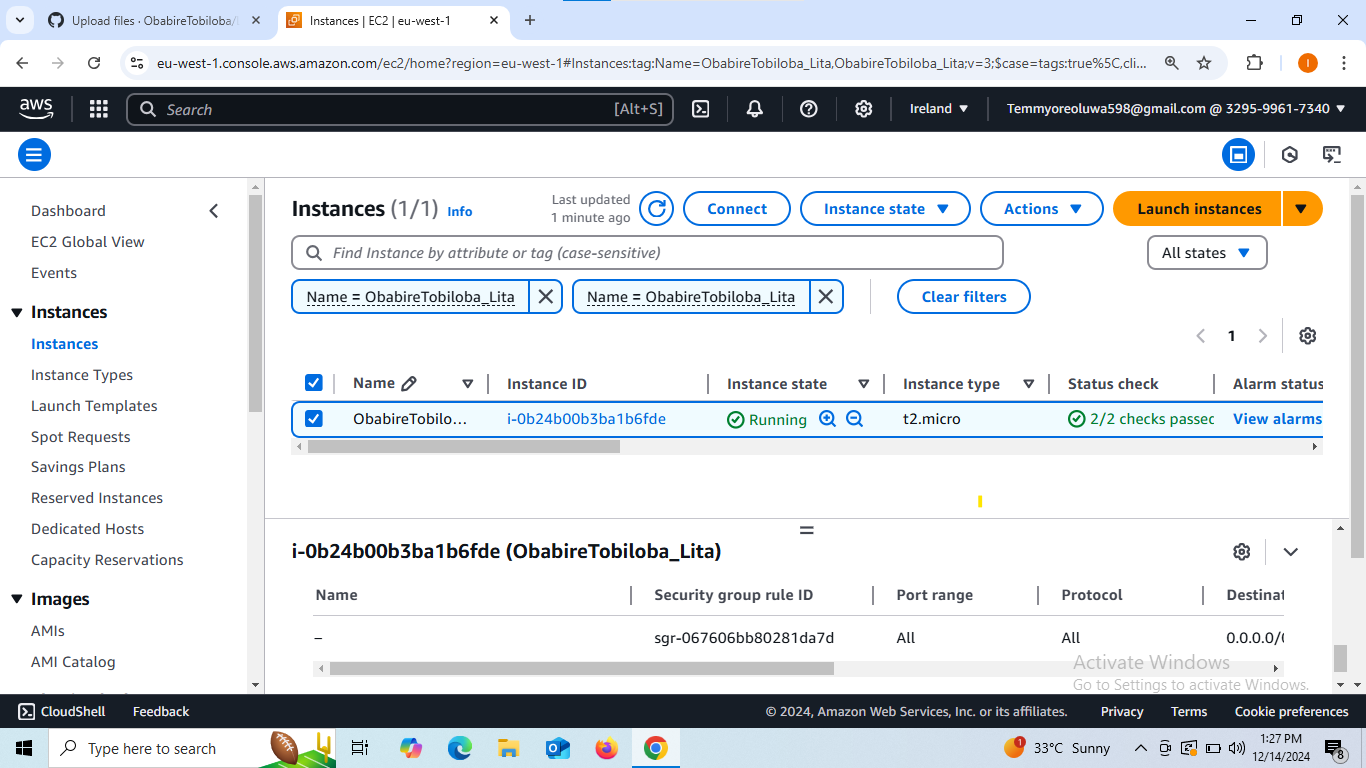 Upload files · ObabireTobiloba/
Instances | EC2 | eu-west-1
eu-west-1.console.aws.amazon.com/ec2/home?region=eu-west-1#Instances:tag:Name=ObabireTobiloba_Lita,ObabireTobiloba_Lita;v=3;$case=tags:true%5C,cli...
I
aws
Search
[Alt+S]
Ireland
Temmyoreoluwa598@gmail.com @ 3295-9961-7340
Dashboard
EC2 Global View
Events
Instances
Instances
Instance Types
Launch Templates
Spot Requests
Savings Plans
Reserved Instances
Dedicated Hosts
Capacity Reservations
Images
AMIs
AMI Catalog
Instances (1/1) Info
Last updated
1 minute ago
Connect
Instance state
Actions
Launch instances
Find Instance by attribute or tag (case-sensitive)
All states
Name = ObabireTobiloba_Lita
Name = ObabireTobiloba_Lita
Clear filters
1
Name Instance ID Instance state Instance type Status check Alarm status
ObabireTobilo... i-0b24b00b3ba1b6fde Running t2.micro 2/2 checks passed View alarms
i-0b24b00b3ba1b6fde (ObabireTobiloba_Lita)
Name Security group rule ID Port range Protocol Destinat
– sgr-067606bb80281da7d All All 0.0.0.0/0
Activate Windows
Go to Settings to activate Windows.
CloudShell Feedback © 2024, Amazon Web Services, Inc. or its affiliates. Privacy Terms Cookie preferences
Type here to search
1
33°C Sunny
1:27 PM
12/14/2024
8